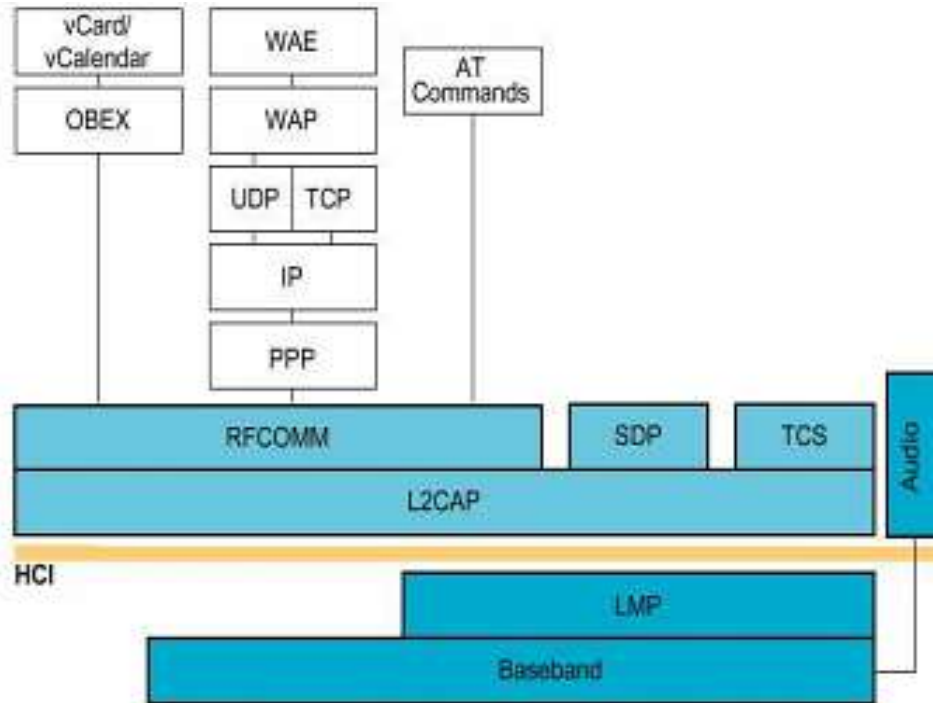 vCard/
vCalendar
WAE
AT
Commands
OBEX
WAP
UDP TCP
IP
PPP
RFCOMM
SDP
TCS
Audio
L2CAP
HCI
LMP
Baseband